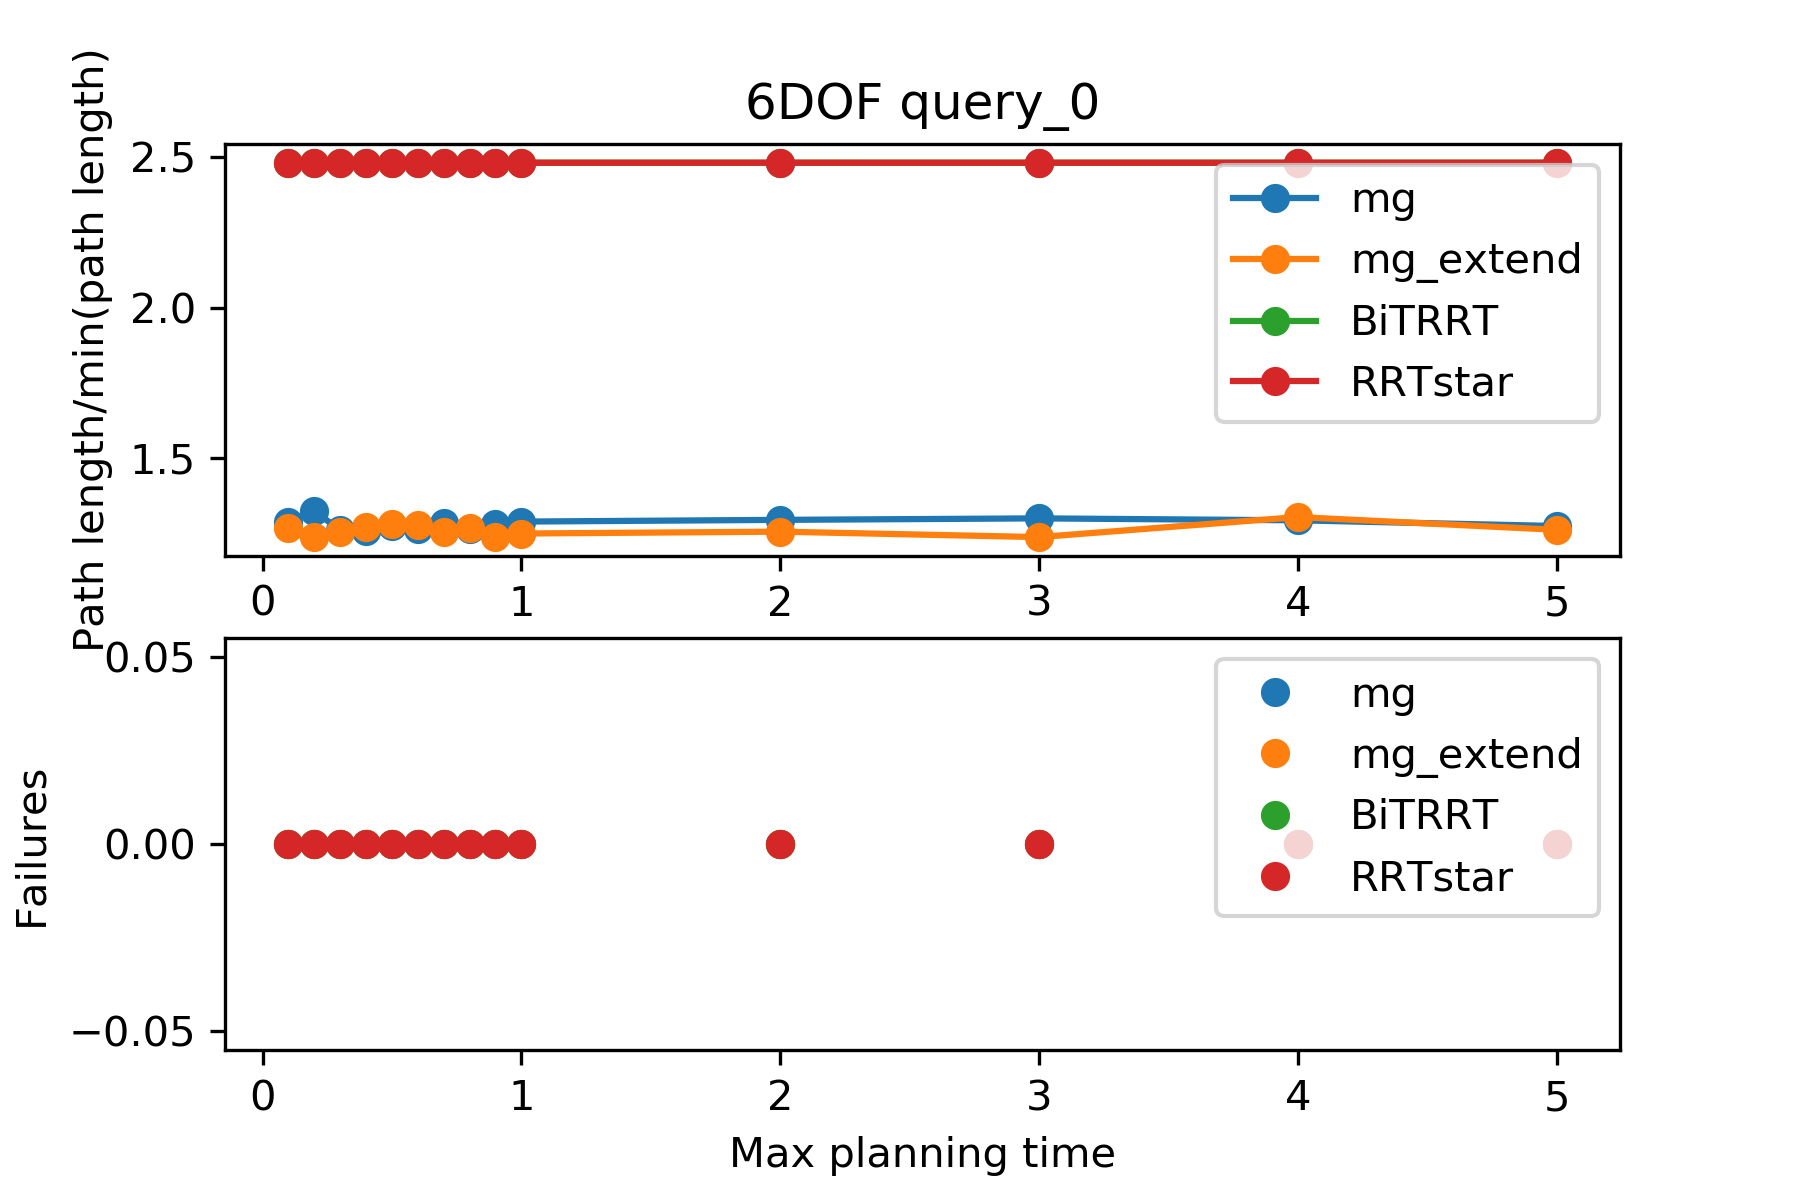 6DOF query_0
Path length/min(path length)
2.5
2.0
1.5
mg
mg_extend
BiTRRT
RRTstar
0 1 2 3 4 5
Failures
0.05
0.00
−0.05
mg
mg_extend
BiTRRT
RRTstar
0 1 2 3 4 5
Max planning time